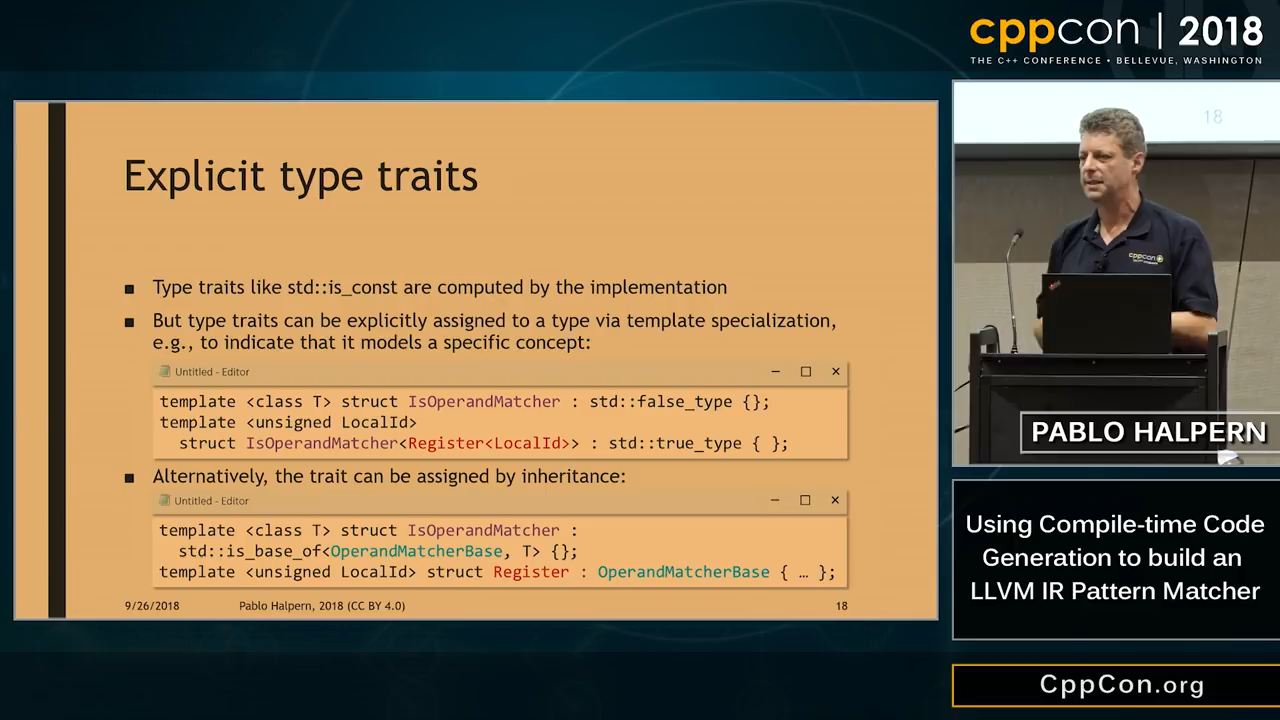 cppcon | 2018
THE C++ CONFERENCE • BELLEVUE, WASHINGTON
Explicit type traits
■ Type traits like std::is_const are computed by the implementation
■ But type traits can be explicitly assigned to a type via template specialization,
e.g., to indicate that it models a specific concept:
Untitled - Editor
template <class T> struct IsOperandMatcher : std::false_type {};
template <unsigned LocalId>
struct IsOperandMatcher<Register<LocalId>> : std::true_type { };
■ Alternatively, the trait can be assigned by inheritance:
Untitled - Editor
template <class T> struct IsOperandMatcher :
std::is_base_of<OperandMatcherBase, T> {};
template <unsigned LocalId> struct Register : OperandMatcherBase { … };
9/26/2018 Pablo Halpern, 2018 (CC BY 4.0) 18
18
cppcon
PABLO HALPERN
Using Compile-time Code
Generation to build an
LLVM IR Pattern Matcher
CppCon.org